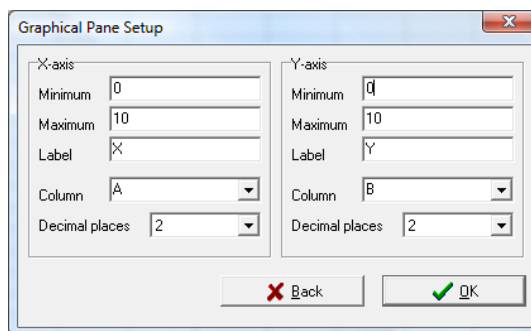 Graphical Pane Setup
X-axis
Minimum 0
Maximum 10
Label X
Column A
Decimal places 2
Y-axis
Minimum 0
Maximum 10
Label Y
Column B
Decimal places 2
Back
OK